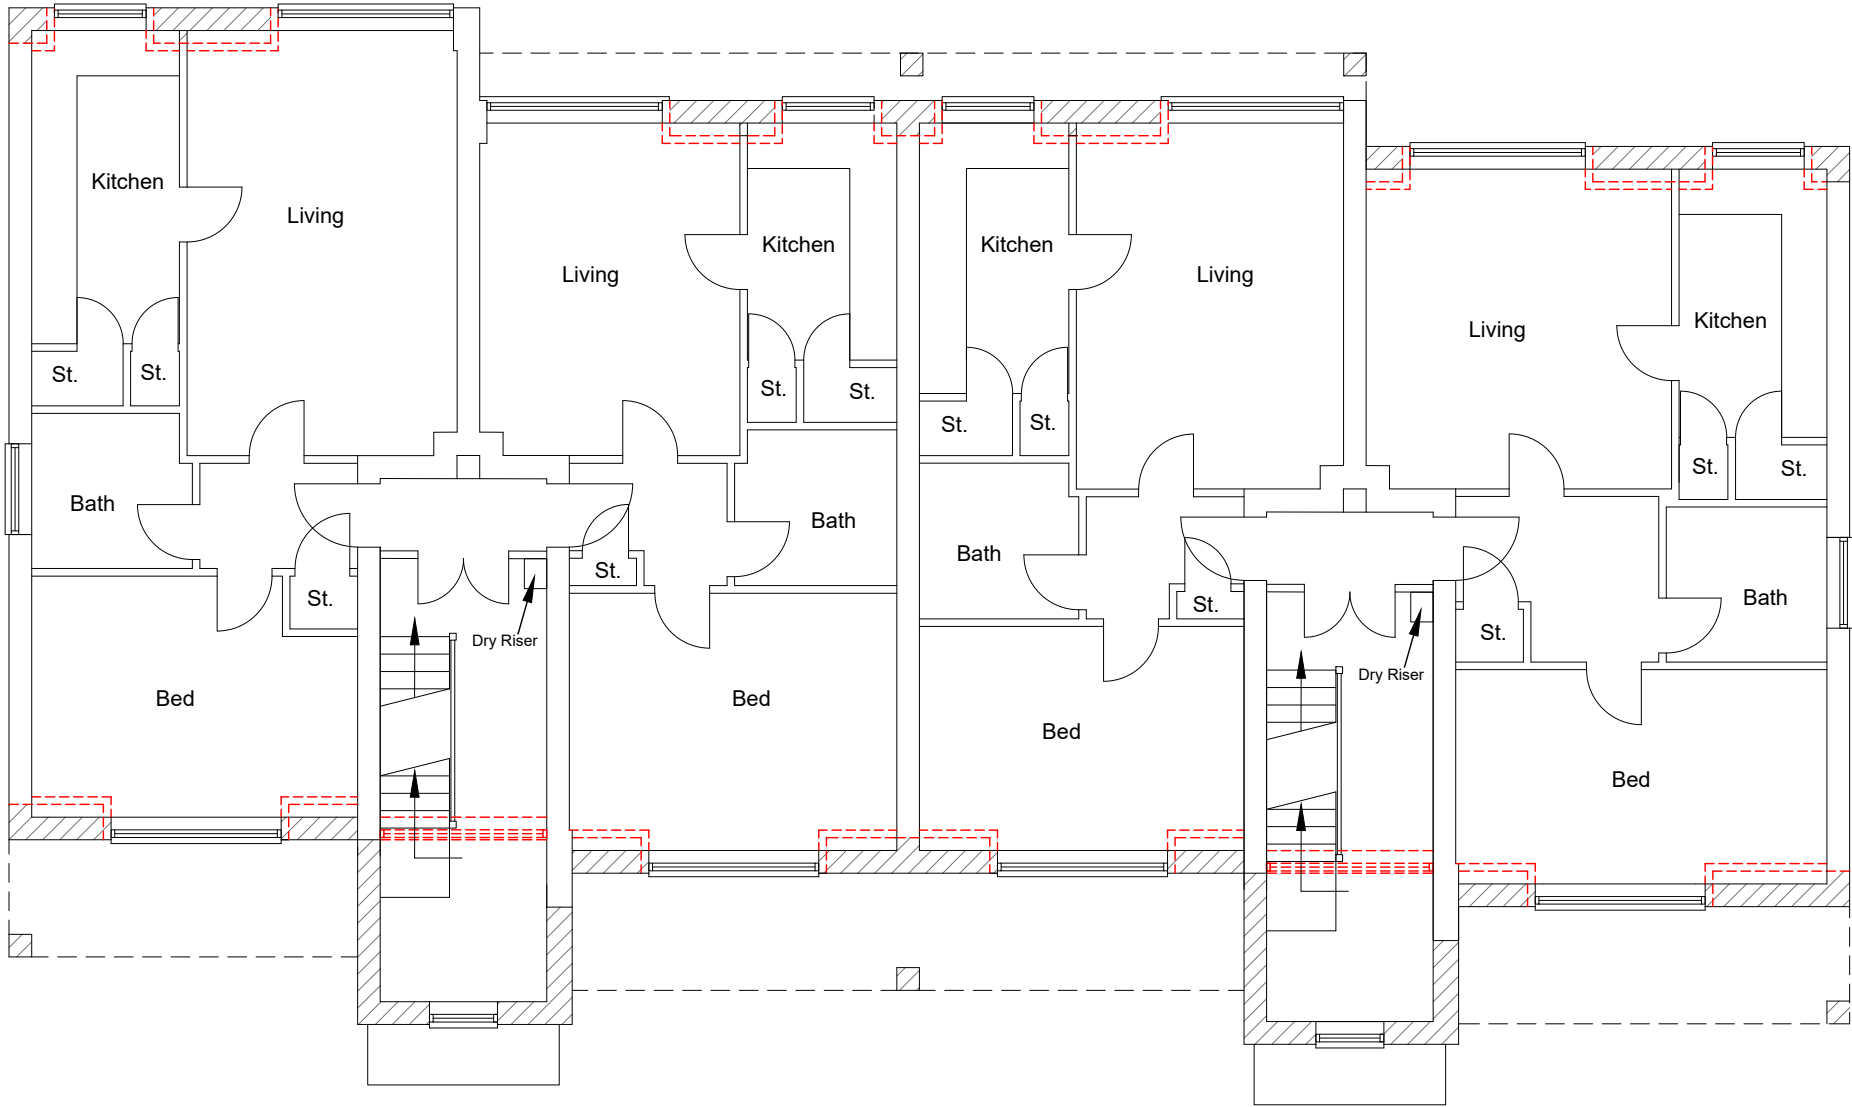 Kitchen
Living
St.
St.
Bath
St.
Bed
Dry Riser
Living
Kitchen
St.
St.
Bath
St.
Bed
Kitchen
Living
St.
St.
Bath
St.
Bed
Dry Riser
Living
Kitchen
St.
St.
Bath
St.
Bed